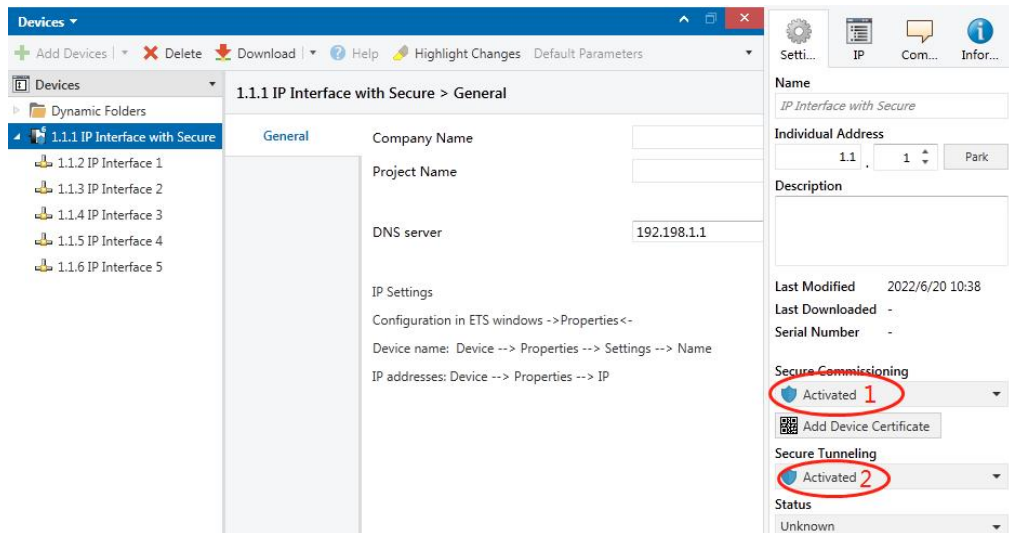 Devices
Add Devices Delete Download Help Highlight Changes Default Parameters
Devices
Dynamic Folders
1.1.1 IP Interface with Secure
1.1.2 IP Interface 1
1.1.3 IP Interface 2
1.1.4 IP Interface 3
1.1.5 IP Interface 4
1.1.6 IP Interface 5
1.1.1 IP Interface with Secure > General
General
Company Name
Project Name
DNS server 192.198.1.1
IP Settings
Configuration in ETS windows ->Properties<-
Device name: Device --> Properties --> Settings --> Name
IP addresses: Device --> Properties --> IP
Setti... IP Com... Infor...
Name
IP Interface with Secure
Individual Address
1.1 . 1 Park
Description
Last Modified 2022/6/20 10:38
Last Downloaded -
Serial Number -
Secure Commissioning
Activated 1
Add Device Certificate
Secure Tunneling
Activated 2
Status
Unknown